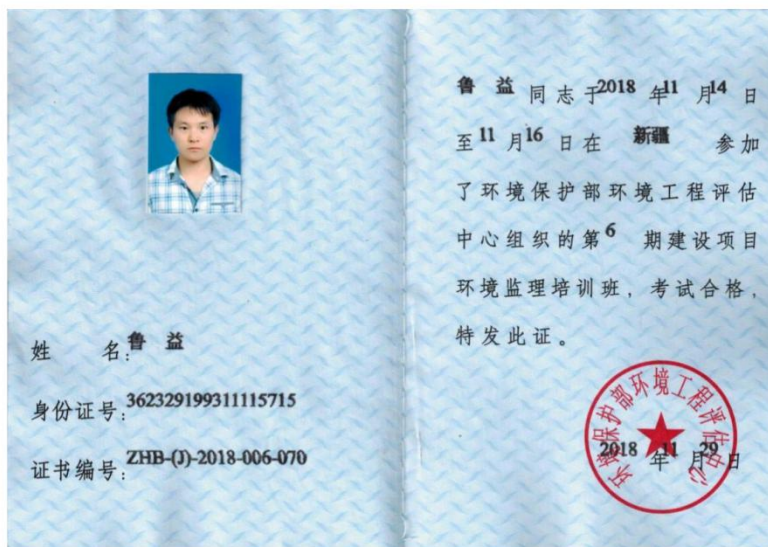 姓 名:鲁 益
身份证号:362329199311115715
证书编号:ZHB-(J)-2018-006-070
鲁 益 同志于2018 年11 月14 日
至11 月16 日在 新疆 参加
了环境保护部环境工程评估
中心组织的第6 期建设项目
环境监理培训班，考试合格，
特发此证。
环境保护部环境工程评估中心
2018 年11 月29 日